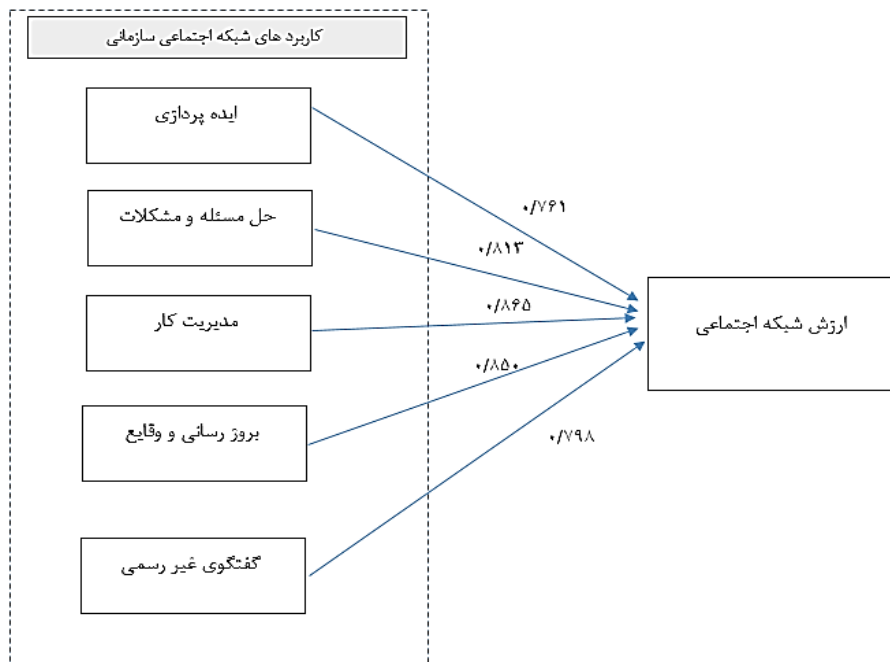 کاربرد های شبکه اجتماعی سازمانی
ایده پردازی
حل مسئله و مشکلات
مدیریت کار
بروز رسانی و وقایع
گفتگوی غیر رسمی
۰/۷۶۱
۰/۸۱۳
۰/۸۶۵
۰/۸۵۰
۰/۷۹۸
ارزش شبکه اجتماعی